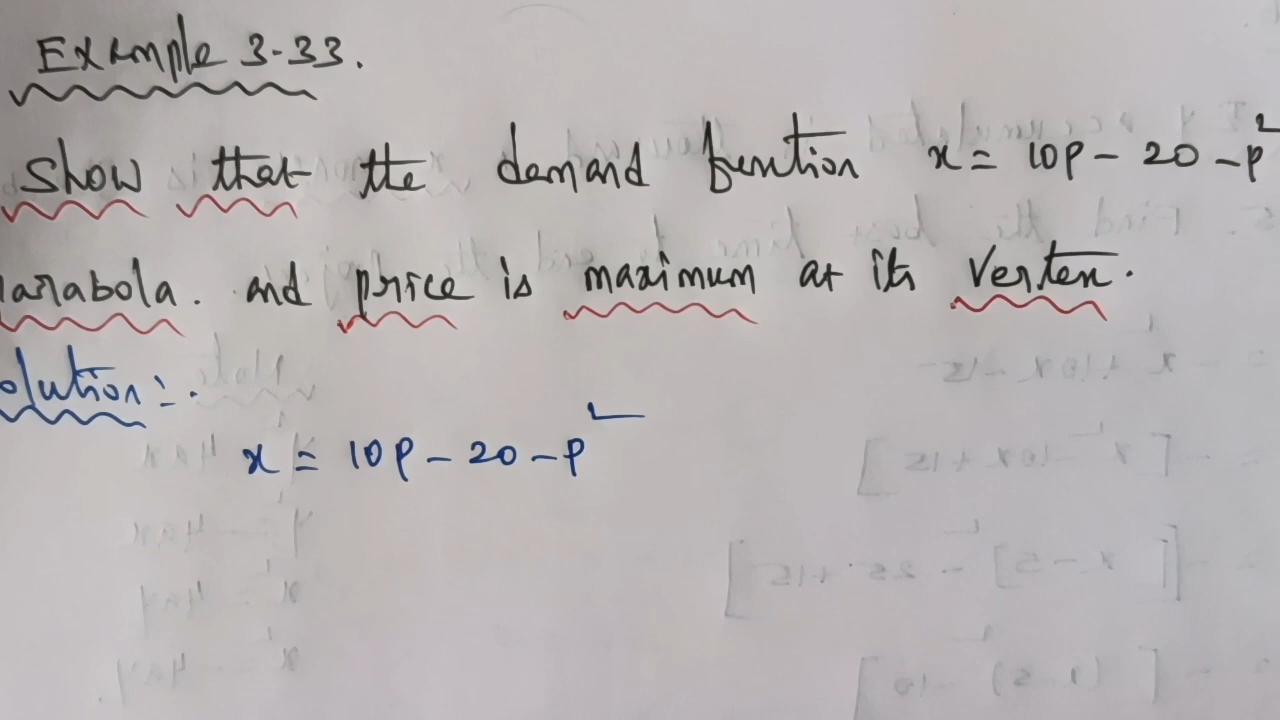 Example 3-33.
Show that the demand funtion x = 10p - 20 - p²
arabola. and price is maximum at its Vertex.
olution:-.
x = 10p - 20 - p²